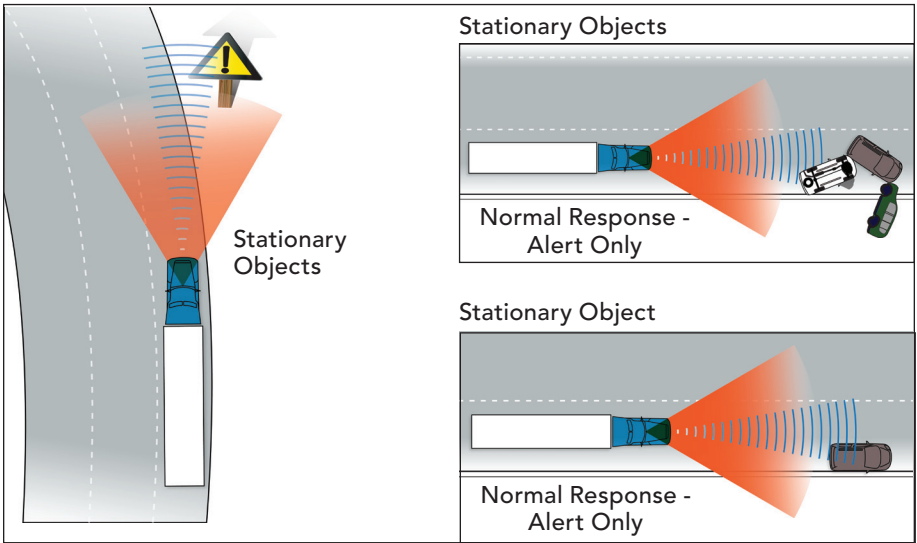 !
Stationary
Objects
Stationary Objects
Normal Response -
Alert Only
Stationary Object
Normal Response -
Alert Only